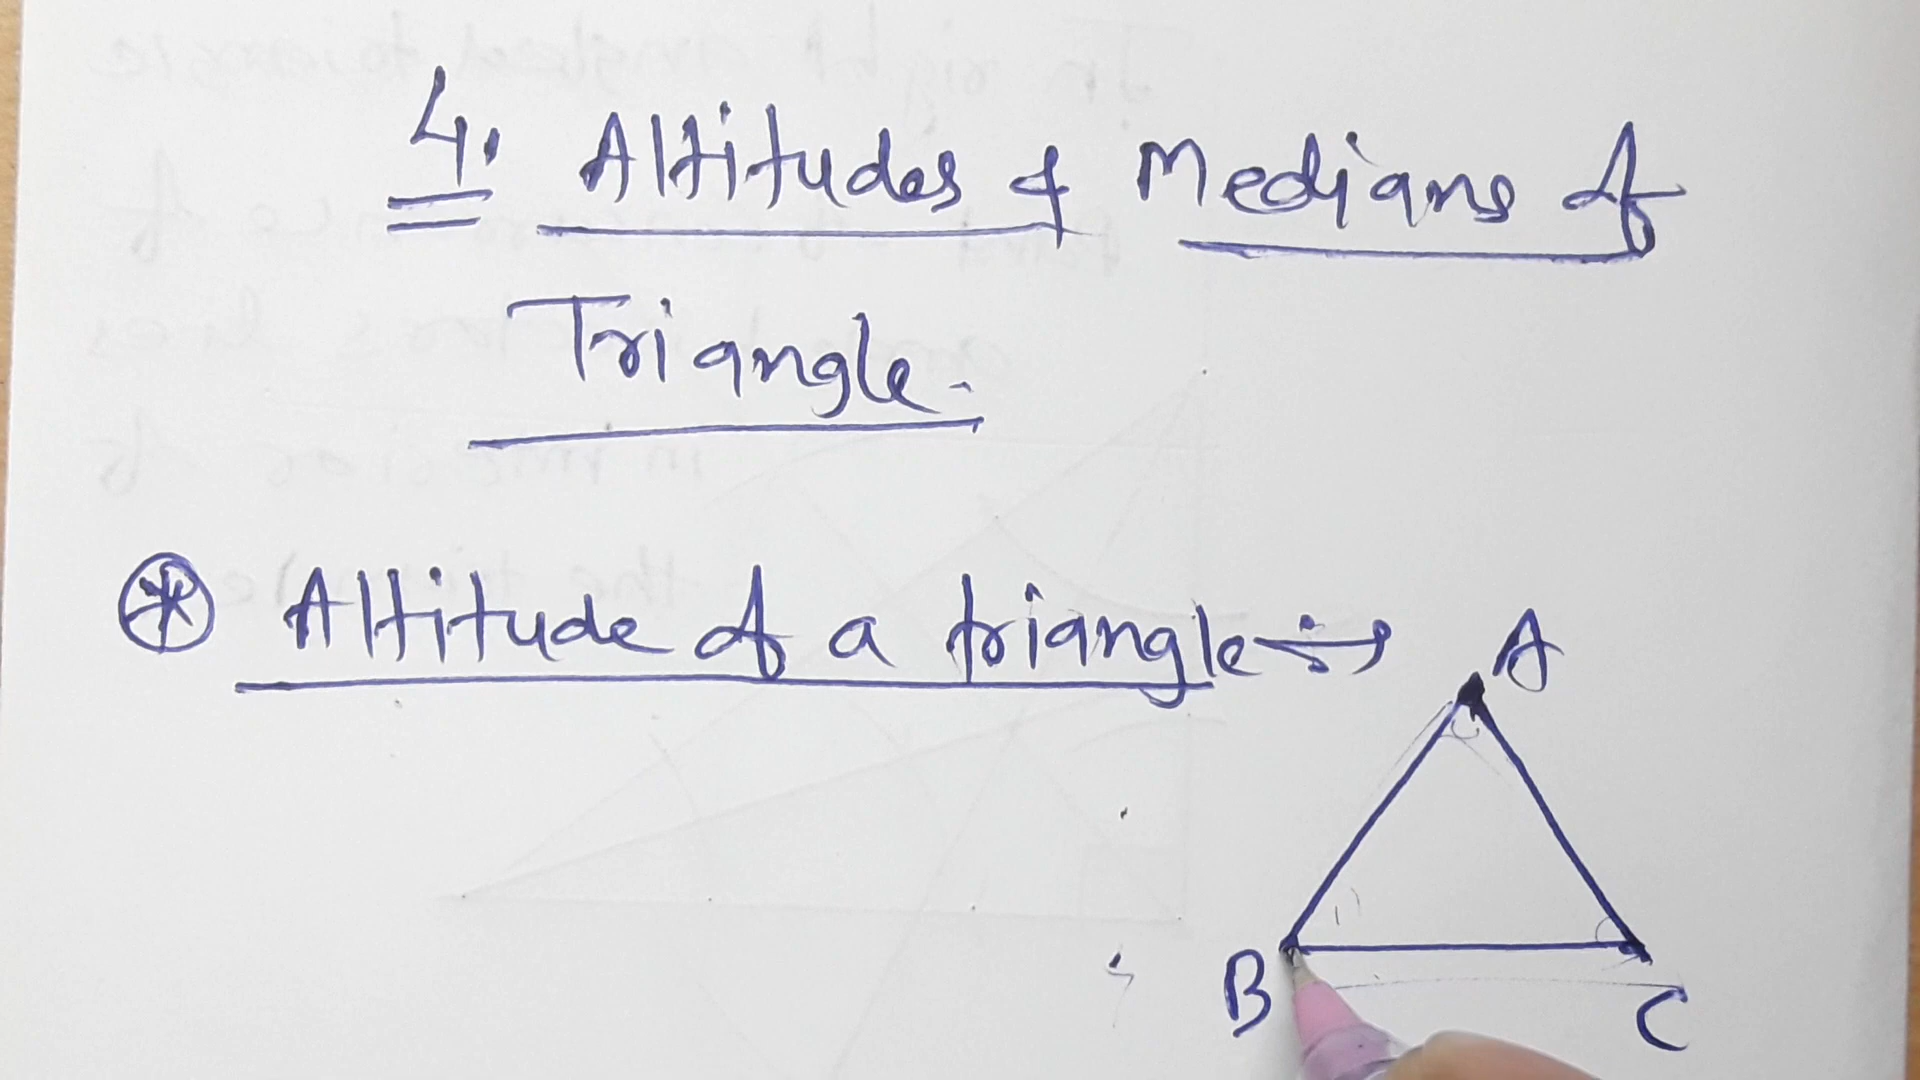 4. Altitudes & Medians of
Triangle.
Altitude of a triangle :→
A
B
C